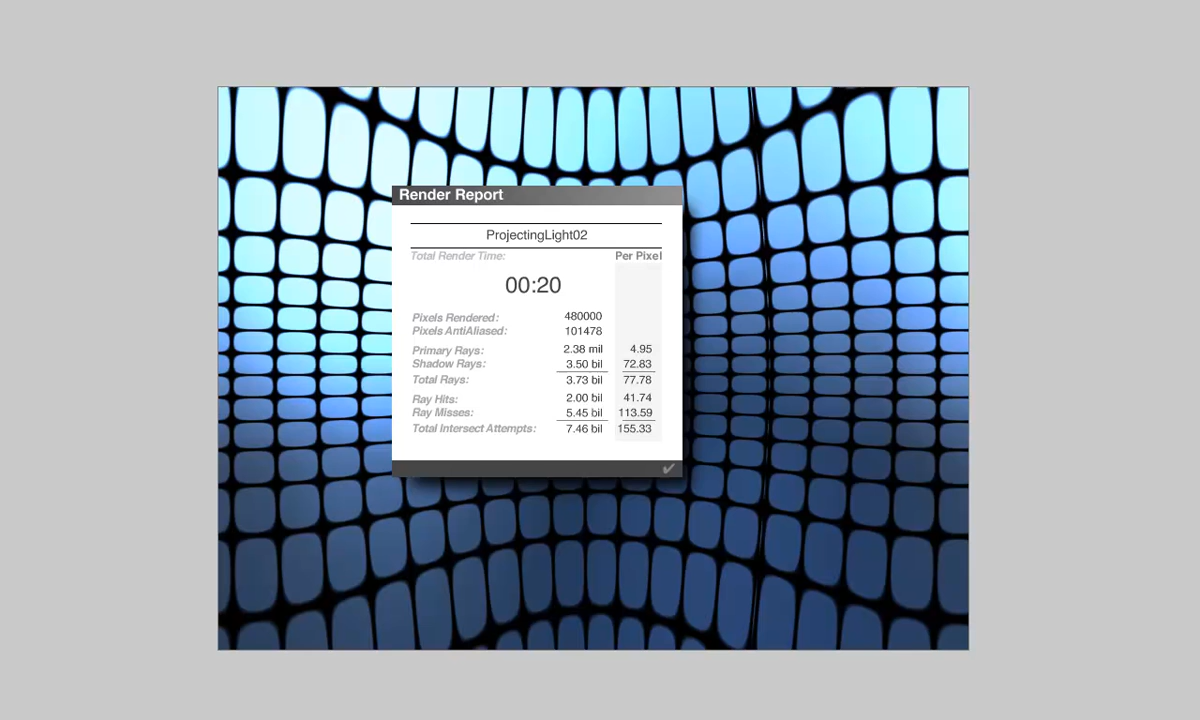 Render Report
ProjectingLight02
Total Render Time: Per Pixel
00:20
Pixels Rendered: 480000
Pixels AntiAliased: 101478
Primary Rays: 2.38 mil 4.95
Shadow Rays: 3.50 bil 72.83
Total Rays: 3.73 bil 77.78
Ray Hits: 2.00 bil 41.74
Ray Misses: 5.45 bil 113.59
Total Intersect Attempts: 7.46 bil 155.33